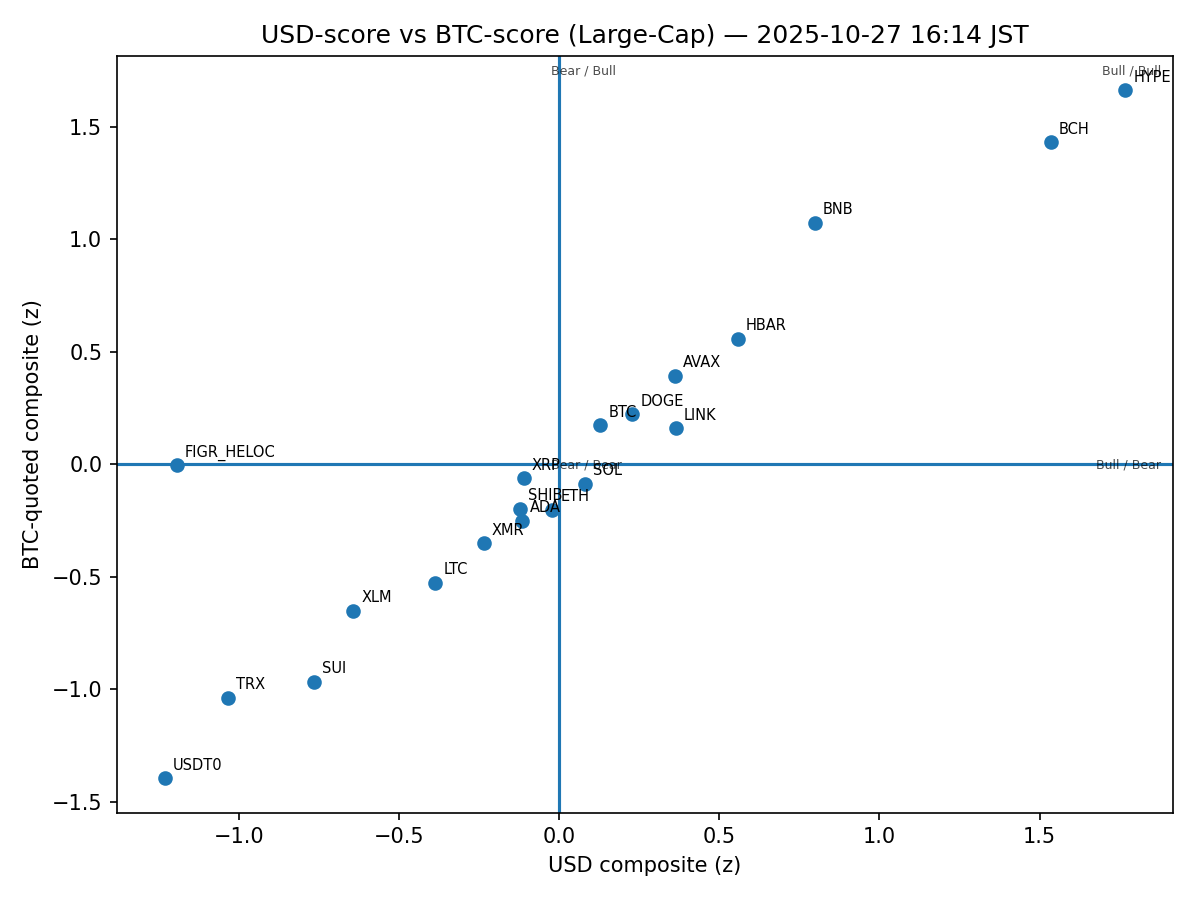 USD-score vs BTC-score (Large-Cap) — 2025-10-27 16:14 JST
Bear / Bull
Bull / Bull
HYPE
BCH
BNB
HBAR
AVAX
DOGE
BTC
LINK
FIGR_HELOC
XRP
Bear / Bear
SOL
Bull / Bear
SHIB
ETH
ADA
XMR
LTC
XLM
SUI
TRX
USDT0
1.5
1.0
0.5
0.0
−0.5
−1.0
−1.5
BTC-quoted composite (z)
−1.0
−0.5
0.0
0.5
1.0
1.5
USD composite (z)